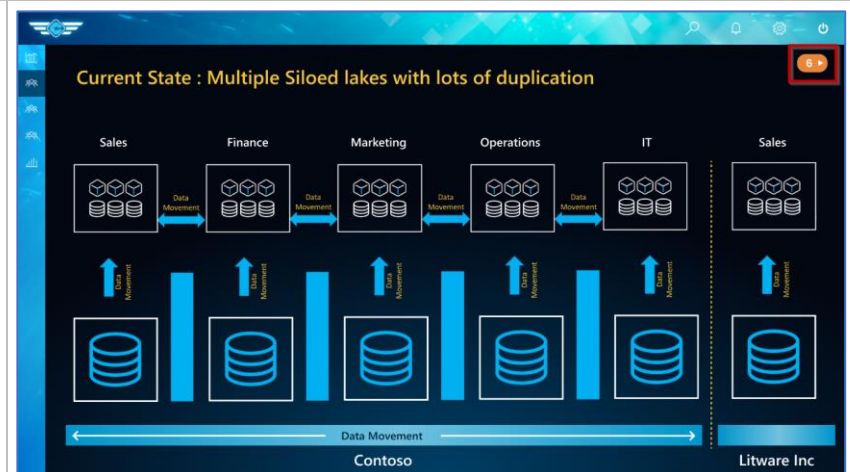 C
6
Current State : Multiple Siloed lakes with lots of duplication
Sales
Finance
Marketing
Operations
IT
Sales
Data
Movement
Data
Movement
Data
Movement
Data
Movement
Data
Movement
Data
Movement
Data
Movement
Data
Movement
Data
Movement
Data
Movement
Data Movement
Contoso
Litware Inc